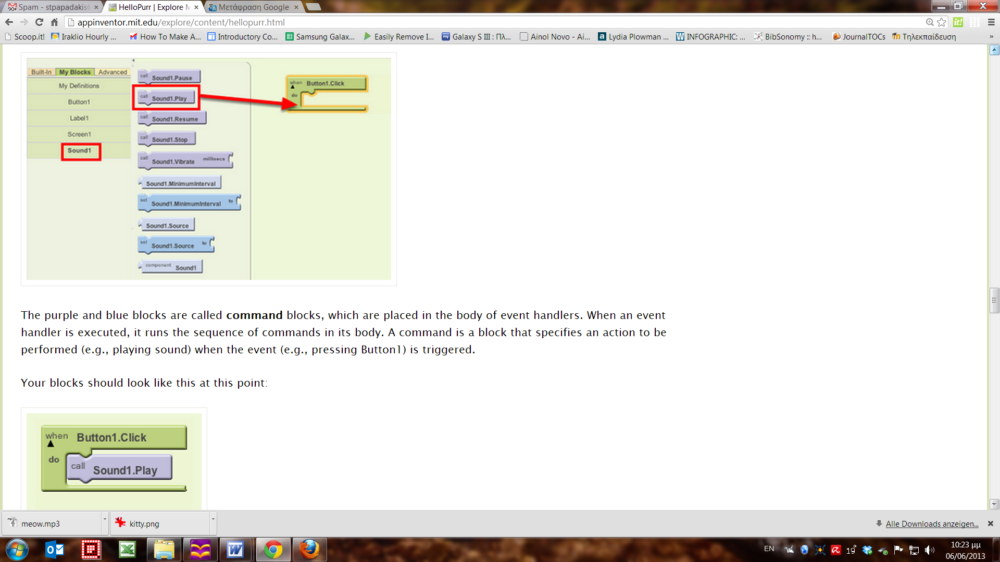 Spam - stpapadakis@
HelloPurr | Explore M
Μετάφραση Google
appinventor.mit.edu/explore/content/hellopurr.html
Scoop.it!
Iraklio Hourly ...
How To Make A...
Introductory Co...
Samsung Galax...
Easily Remove I...
Galaxy S III : Πλ...
Ainol Novo - Ai...
Lydia Plowman ...
INFOGRAPHIC: ...
BibSonomy :: h...
JournalTOCs
Τηλεκπαίδευση
Built-In My Blocks Advanced
My Definitions
Button1
Label1
Screen1
Sound1
call Sound1.Pause
call Sound1.Play
call Sound1.Resume
call Sound1.Stop
call Sound1.Vibrate millisecs
Sound1.MinimumInterval
set Sound1.MinimumInterval to
Sound1.Source
set Sound1.Source to
component Sound1
when Button1.Click
do
The purple and blue blocks are called command blocks, which are placed in the body of event handlers. When an event
handler is executed, it runs the sequence of commands in its body. A command is a block that specifies an action to be
performed (e.g., playing sound) when the event (e.g., pressing Button1) is triggered.
Your blocks should look like this at this point:
when Button1.Click
do
call Sound1.Play
meow.mp3
kitty.png
Alle Downloads anzeigen...
EN
19°
10:23 μμ
06/06/2013